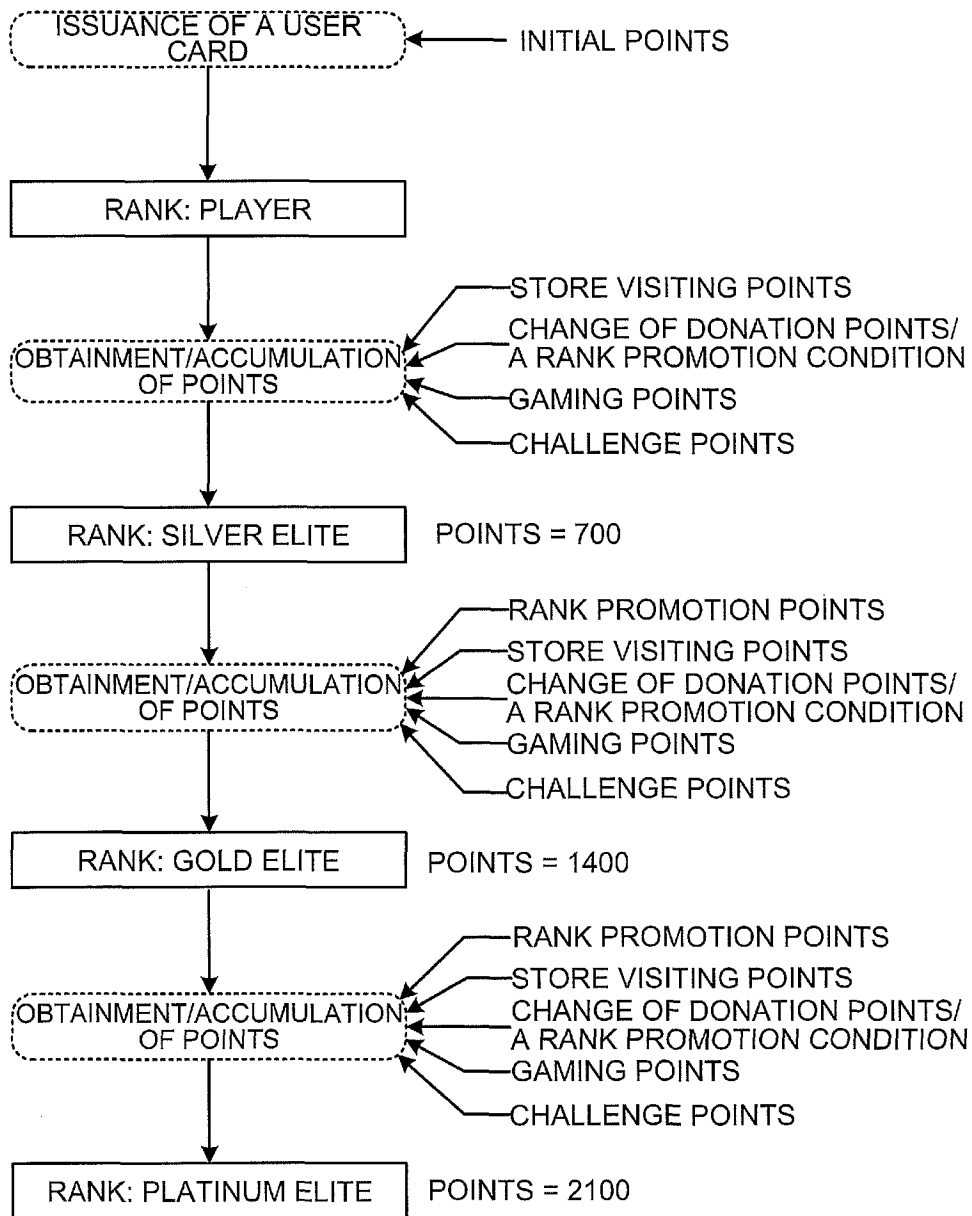 ISSUANCE OF A USER
CARD
INITIAL POINTS
RANK: PLAYER
STORE VISITING POINTS
OBTAINMENT/ACCUMULATION
OF POINTS
CHANGE OF DONATION POINTS/
A RANK PROMOTION CONDITION
GAMING POINTS
CHALLENGE POINTS
RANK: SILVER ELITE
POINTS = 700
RANK PROMOTION POINTS
STORE VISITING POINTS
OBTAINMENT/ACCUMULATION
OF POINTS
CHANGE OF DONATION POINTS/
A RANK PROMOTION CONDITION
GAMING POINTS
CHALLENGE POINTS
RANK: GOLD ELITE
POINTS = 1400
RANK PROMOTION POINTS
STORE VISITING POINTS
OBTAINMENT/ACCUMULATION
OF POINTS
CHANGE OF DONATION POINTS/
A RANK PROMOTION CONDITION
GAMING POINTS
CHALLENGE POINTS
RANK: PLATINUM ELITE
POINTS = 2100